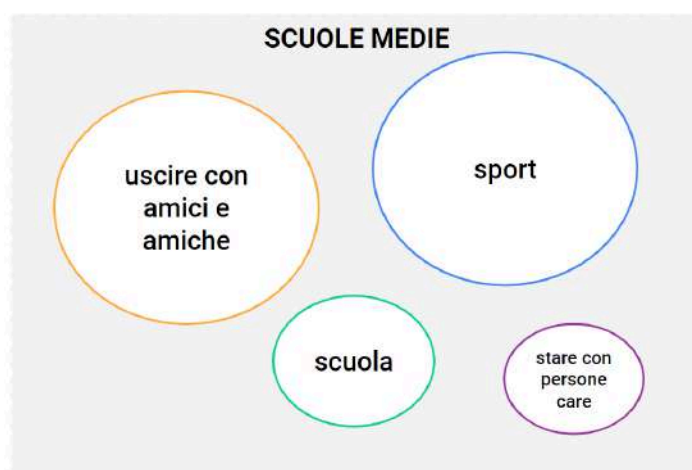 SCUOLE MEDIE
uscire con
amici e
amiche
sport
scuola
stare con
persone
care